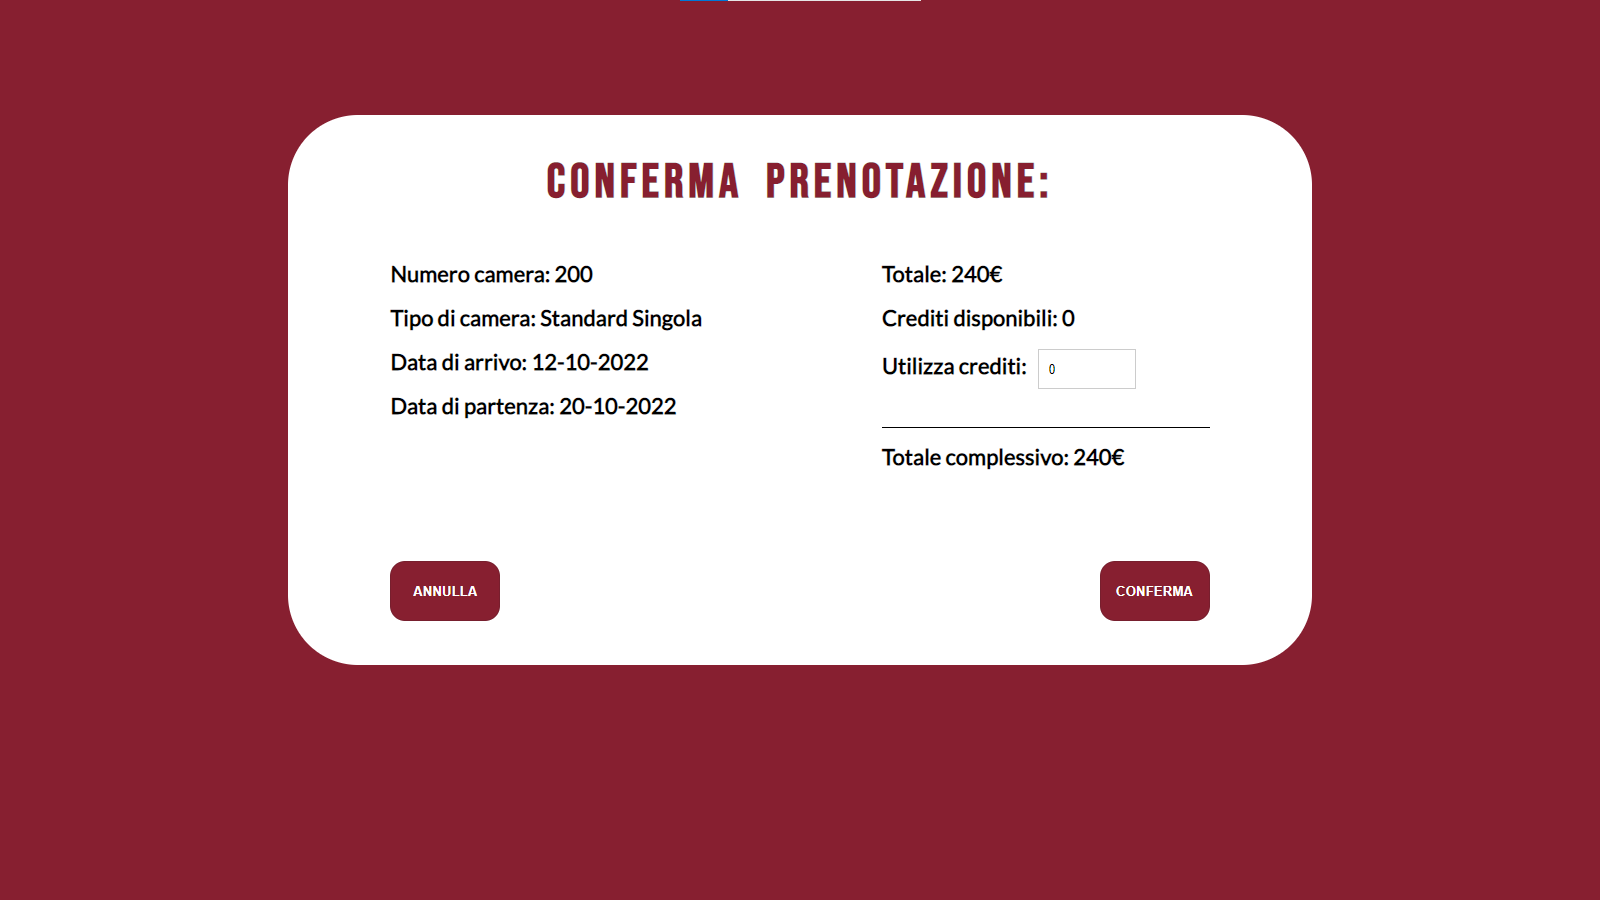 CONFERMA PRENOTAZIONE:
Numero camera: 200
Tipo di camera: Standard Singola
Data di arrivo: 12-10-2022
Data di partenza: 20-10-2022
Totale: 240€
Crediti disponibili: 0
Utilizza crediti: 0
Totale complessivo: 240€
ANNULLA
CONFERMA